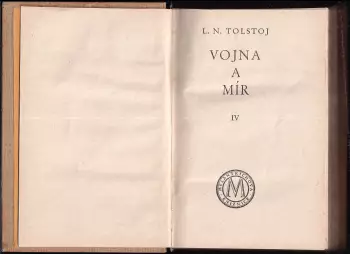 L. N. TOLSTOJ
VOJNA
A
MÍR
IV
M